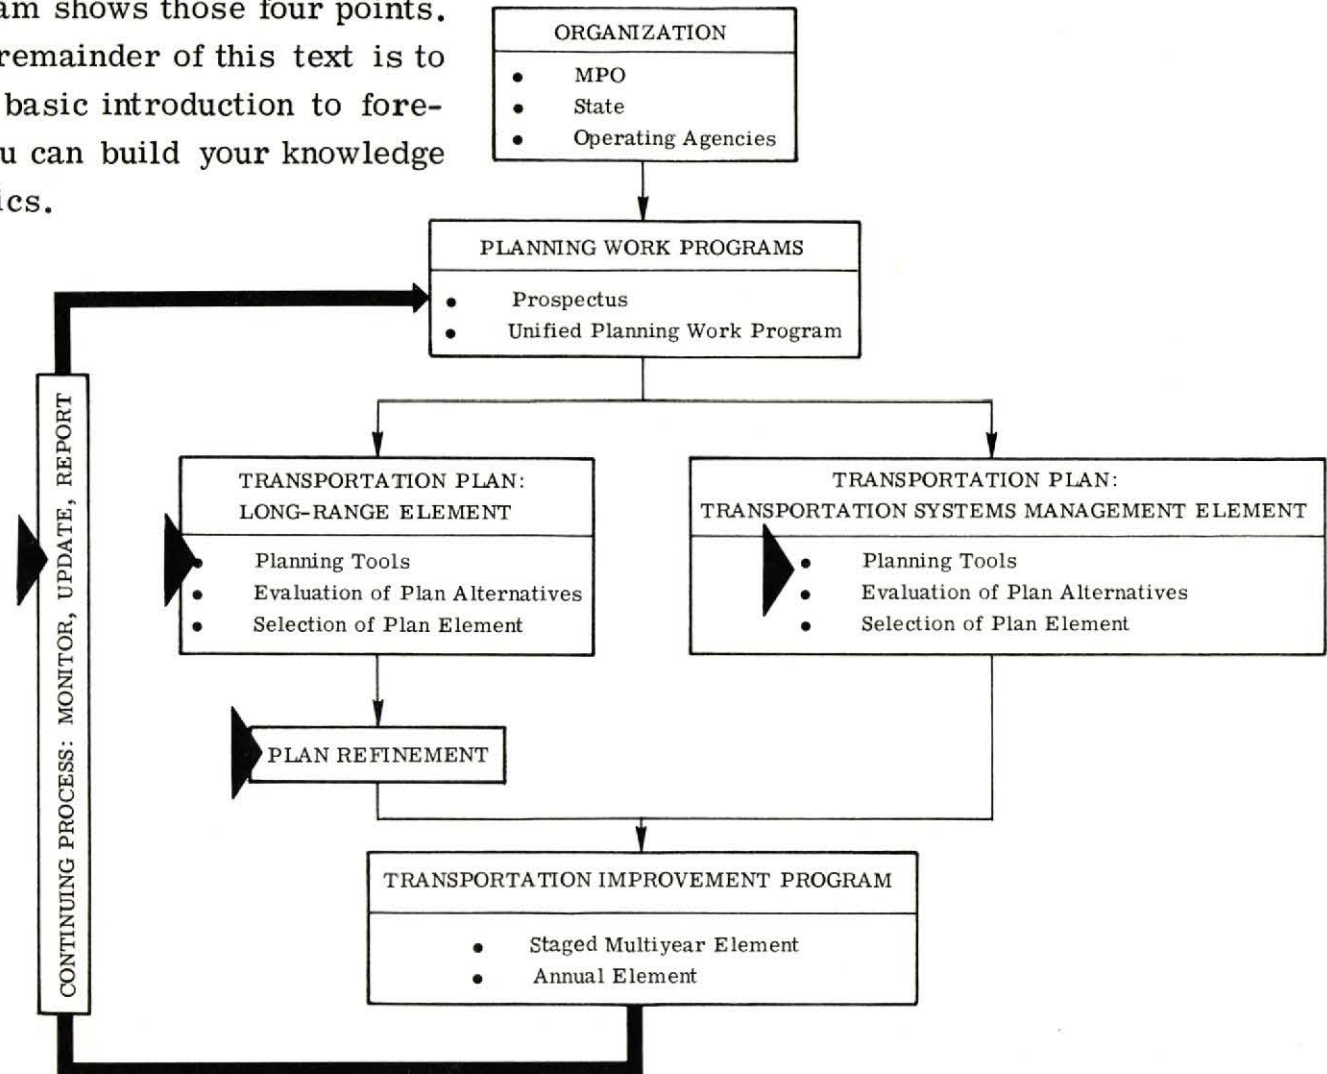 am shows those four points.
remainder of this text is to
basic introduction to fore-
u can build your knowledge
ics.
ORGANIZATION
• MPO
• State
• Operating Agencies
PLANNING WORK PROGRAMS
• Prospectus
• Unified Planning Work Program
CONTINUING PROCESS: MONITOR, UPDATE, REPORT
TRANSPORTATION PLAN:
LONG-RANGE ELEMENT
• Planning Tools
• Evaluation of Plan Alternatives
• Selection of Plan Element
TRANSPORTATION PLAN:
TRANSPORTATION SYSTEMS MANAGEMENT ELEMENT
• Planning Tools
• Evaluation of Plan Alternatives
• Selection of Plan Element
PLAN REFINEMENT
TRANSPORTATION IMPROVEMENT PROGRAM
• Staged Multiyear Element
• Annual Element